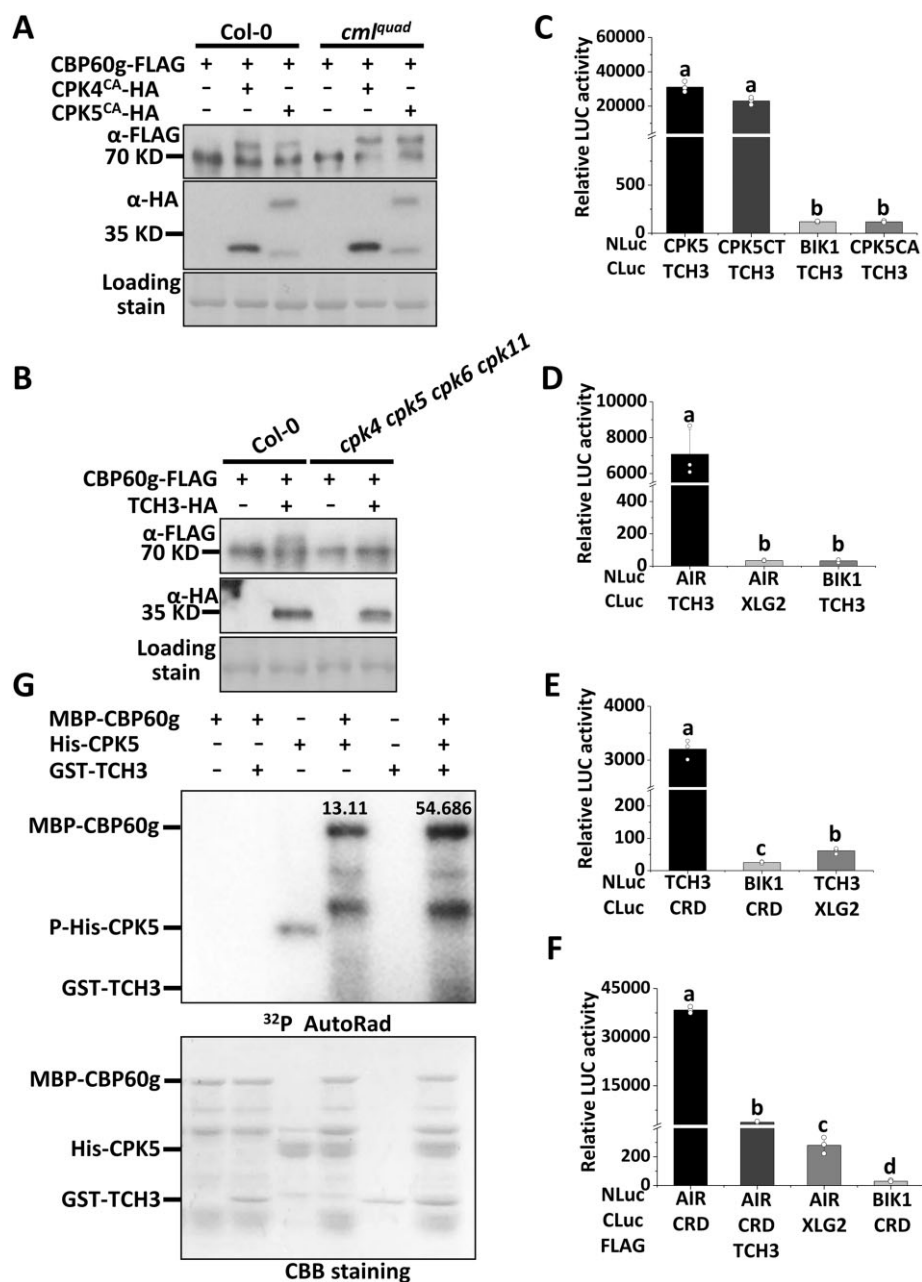 A
Col-0 cml^quad
CBP60g-FLAG + + + + + +
CPK4^CA-HA - + - - + -
CPK5^CA-HA - - + - - +
α-FLAG
70 KD
α-HA
35 KD
Loading
stain
B
Col-0 cpk4 cpk5 cpk6 cpk11
CBP60g-FLAG + + + +
TCH3-HA - + - +
α-FLAG
70 KD
α-HA
35 KD
Loading
stain
G
MBP-CBP60g + + - + - +
His-CPK5 - - + + - +
GST-TCH3 - + - - + +
13.11 54.686
MBP-CBP60g
P-His-CPK5
GST-TCH3
³²P AutoRad
MBP-CBP60g
His-CPK5
GST-TCH3
CBB staining
C
Relative LUC activity
40000
20000
500
250
0
a a b b
NLuc CPK5 CPK5CT BIK1 CPK5CA
CLuc TCH3 TCH3 TCH3 TCH3
D
Relative LUC activity
10000
8000
6000
400
200
0
a b b
NLuc AIR AIR BIK1
CLuc TCH3 XLG2 TCH3
E
Relative LUC activity
4000
3000
200
100
0
a c b
NLuc TCH3 BIK1 TCH3
CLuc CRD CRD XLG2
F
Relative LUC activity
45000
30000
15000
200
0
a b c d
NLuc AIR AIR AIR BIK1
CLuc CRD CRD XLG2 CRD
FLAG TCH3